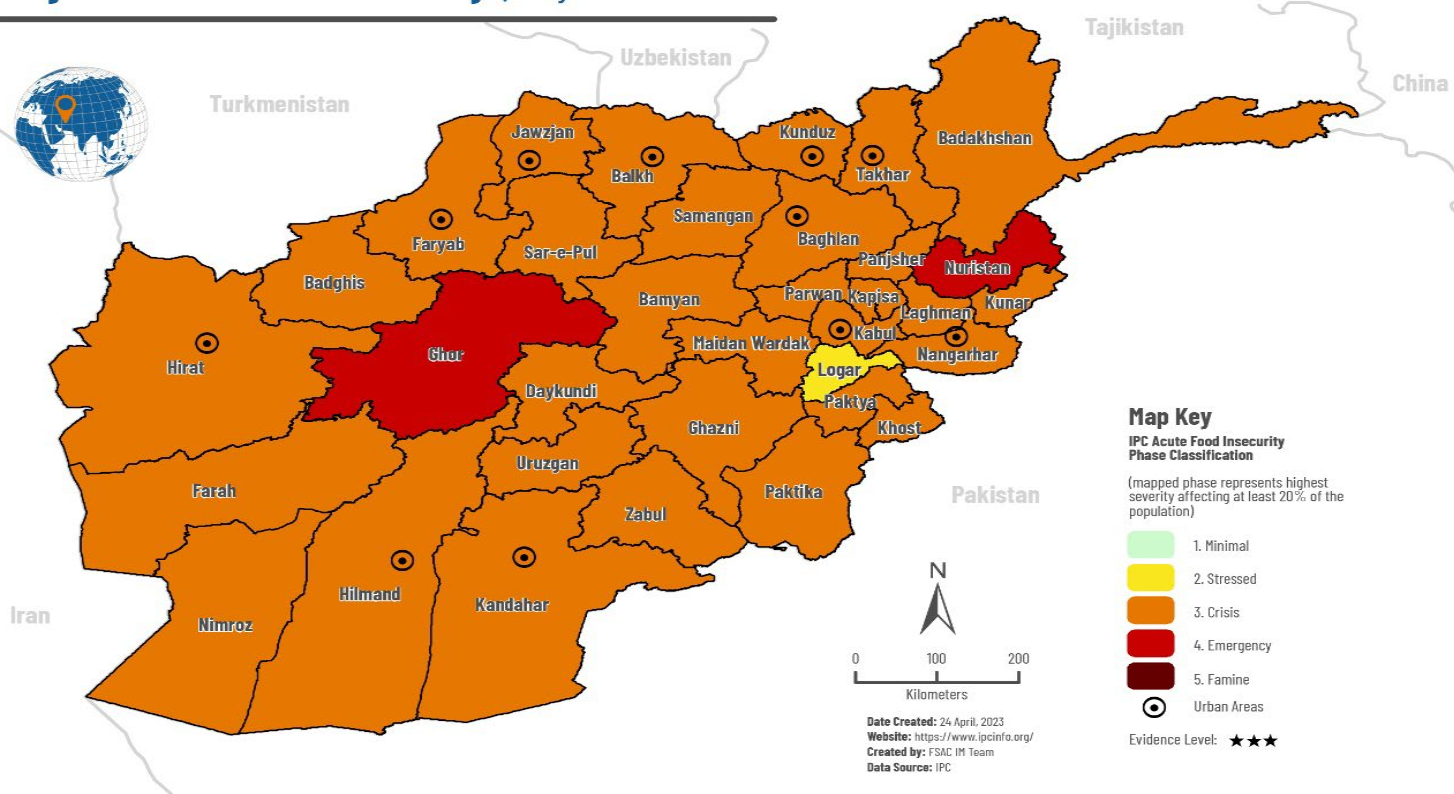 Tajikistan
Uzbekistan
China
Turkmenistan
Jawzjan
Kunduz
Badakhshan
Balkh
Takhar
Samangan
Faryab
Sar-e-Pul
Baghlan
Panjsher
Nuristan
Badghis
Bamyan
Parwan
Kapisa
Kunar
Laghman
Kabul
Maidan Wardak
Nangarhar
Ghor
Hirat
Logar
Daykundi
Paktya
Ghazni
Khost
Uruzgan
Farah
Paktika
Pakistan
Zabul
Hilmand
Kandahar
Iran
Nimroz
Map Key
IPC Acute Food Insecurity
Phase Classification
(mapped phase represents highest
severity affecting at least 20% of the
population)
1. Minimal
2. Stressed
3. Crisis
4. Emergency
5. Famine
Urban Areas
Evidence Level: ★★★
N
0 100 200
Kilometers
Date Created: 24 April, 2023
Website: https://www.ipcinfo.org/
Created by: FSAC IM Team
Data Source: IPC